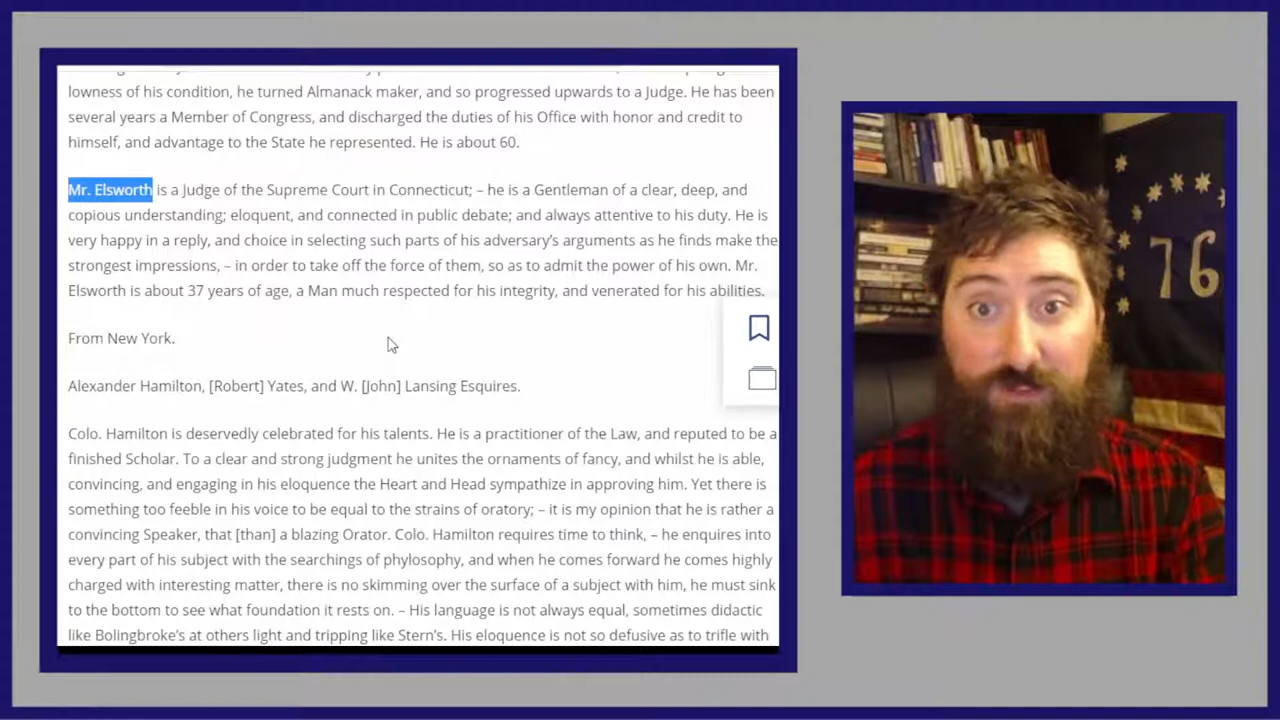 lowness of his condition, he turned Almanack maker, and so progressed upwards to a Judge. He has been
several years a Member of Congress, and discharged the duties of his Office with honor and credit to
himself, and advantage to the State he represented. He is about 60.
Mr. Elsworth is a Judge of the Supreme Court in Connecticut; – he is a Gentleman of a clear, deep, and
copious understanding; eloquent, and connected in public debate; and always attentive to his duty. He is
very happy in a reply, and choice in selecting such parts of his adversary's arguments as he finds make the
strongest impressions, – in order to take off the force of them, so as to admit the power of his own. Mr.
Elsworth is about 37 years of age, a Man much respected for his integrity, and venerated for his abilities.
From New York.
Alexander Hamilton, [Robert] Yates, and W. [John] Lansing Esquires.
Colo. Hamilton is deservedly celebrated for his talents. He is a practitioner of the Law, and reputed to be a
finished Scholar. To a clear and strong judgment he unites the ornaments of fancy, and whilst he is able,
convincing, and engaging in his eloquence the Heart and Head sympathize in approving him. Yet there is
something too feeble in his voice to be equal to the strains of oratory; – it is my opinion that he is rather a
convincing Speaker, that [than] a blazing Orator. Colo. Hamilton requires time to think, – he enquires into
every part of his subject with the searchings of phylosophy, and when he comes forward he comes highly
charged with interesting matter, there is no skimming over the surface of a subject with him, he must sink
to the bottom to see what foundation it rests on. – His language is not always equal, sometimes didactic
like Bolingbroke's at others light and tripping like Stern's. His eloquence is not so defusive as to trifle with
76